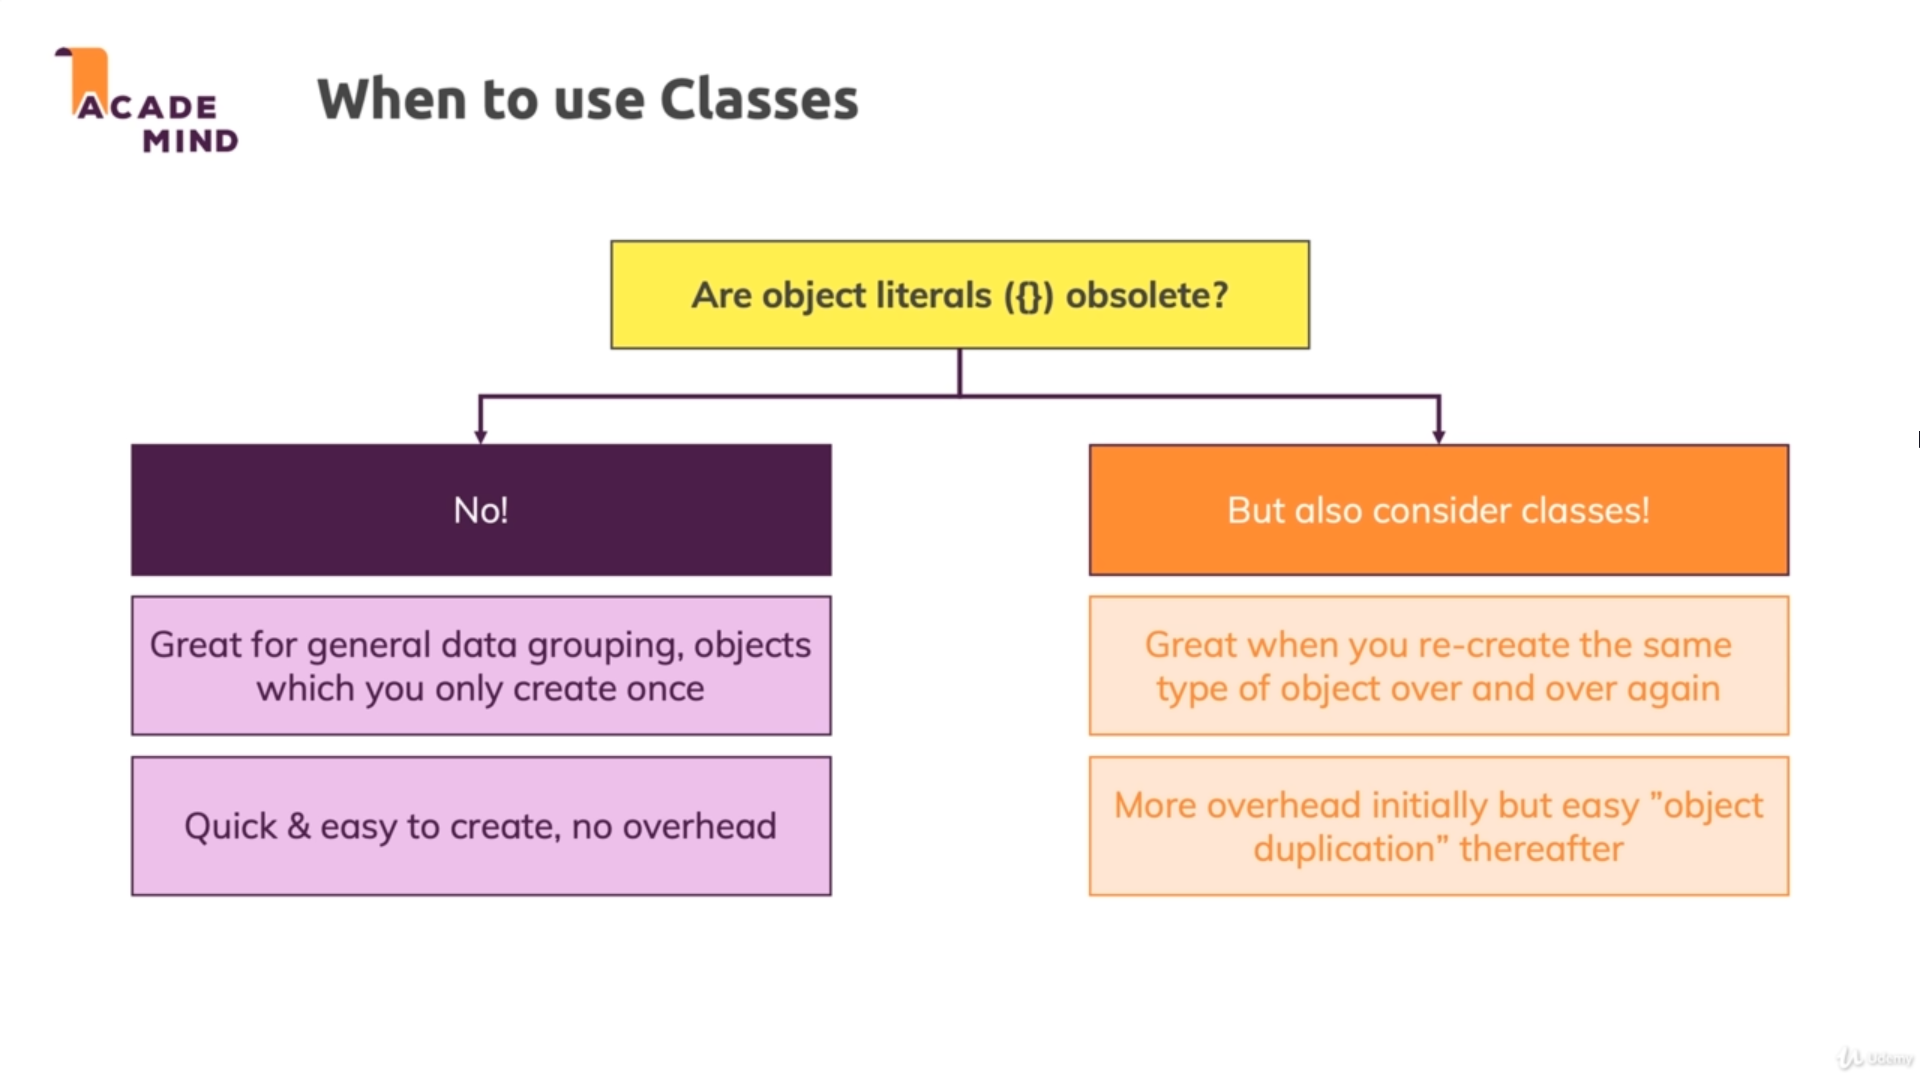 ACADE
MIND
When to use Classes
Are object literals ({}) obsolete?
No!
Great for general data grouping, objects
which you only create once
Quick & easy to create, no overhead
But also consider classes!
Great when you re-create the same
type of object over and over again
More overhead initially but easy ”object
duplication” thereafter
Udemy